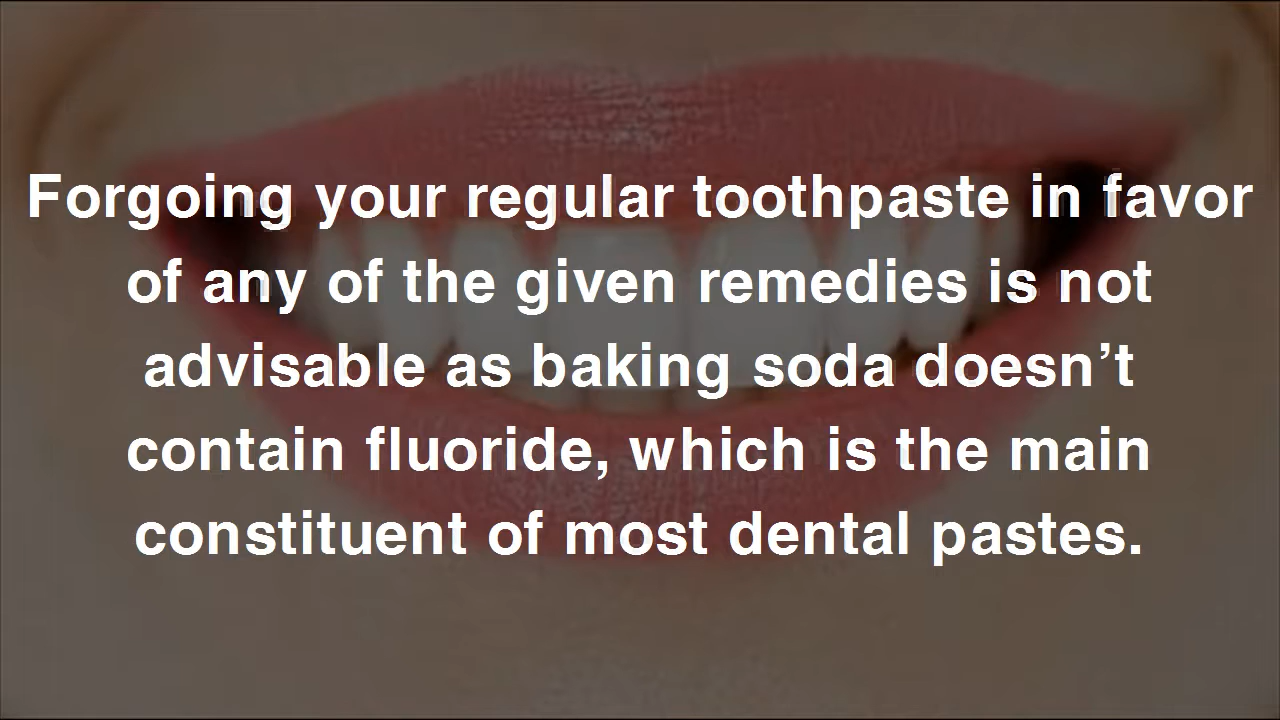 Forgoing your regular toothpaste in favor
of any of the given remedies is not
advisable as baking soda doesn’t
contain fluoride, which is the main
constituent of most dental pastes.